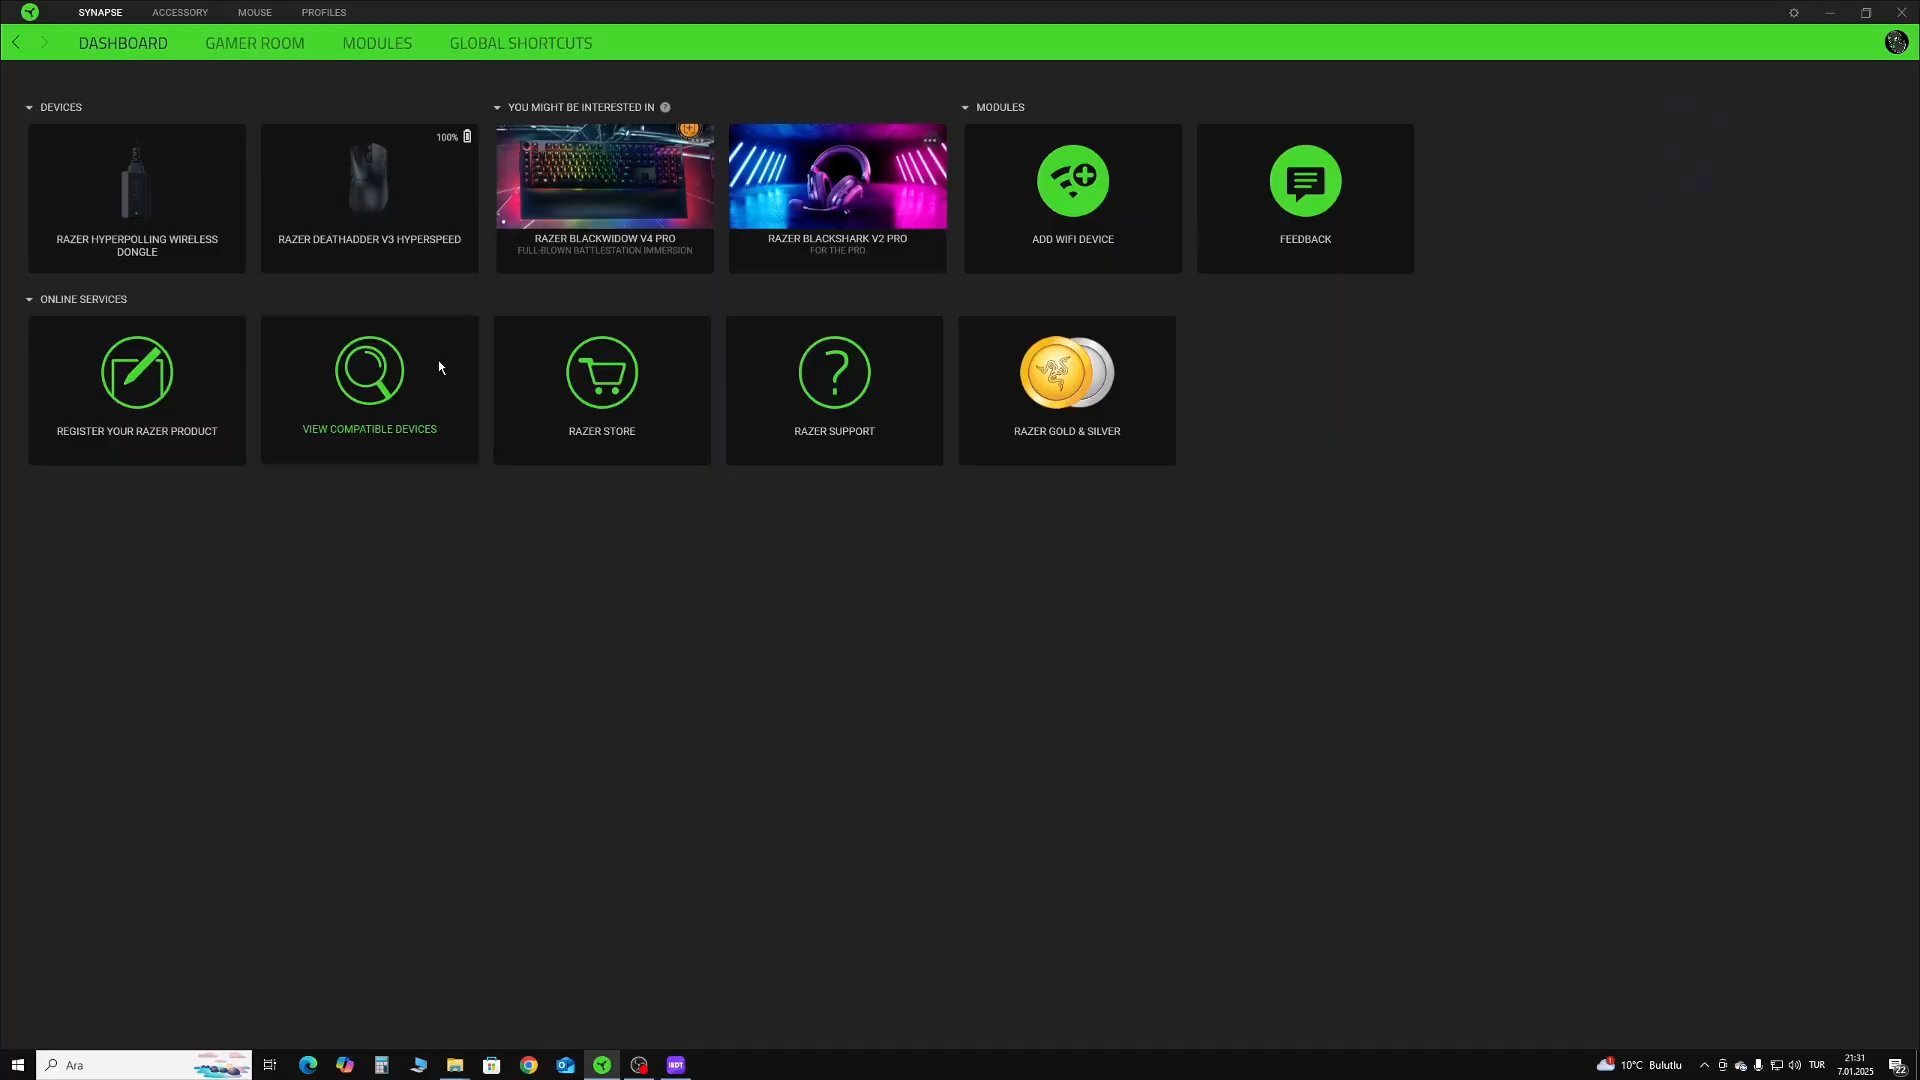 SYNAPSE ACCESSORY MOUSE PROFILES
DASHBOARD GAMER ROOM MODULES GLOBAL SHORTCUTS
DEVICES
YOU MIGHT BE INTERESTED IN ?
MODULES
100%
RAZER HYPERPOLLING WIRELESS
DONGLE
RAZER DEATHADDER V3 HYPERSPEED
RAZER BLACKWIDOW V4 PRO
FULL-BLOWN BATTLESTATION IMMERSION
RAZER BLACKSHARK V2 PRO
FOR THE PRO
ADD WIFI DEVICE
FEEDBACK
ONLINE SERVICES
REGISTER YOUR RAZER PRODUCT
VIEW COMPATIBLE DEVICES
RAZER STORE
?
RAZER SUPPORT
RAZER GOLD & SILVER
Ara
10°C Bulutlu
TUR
21:31
7.01.2025
22